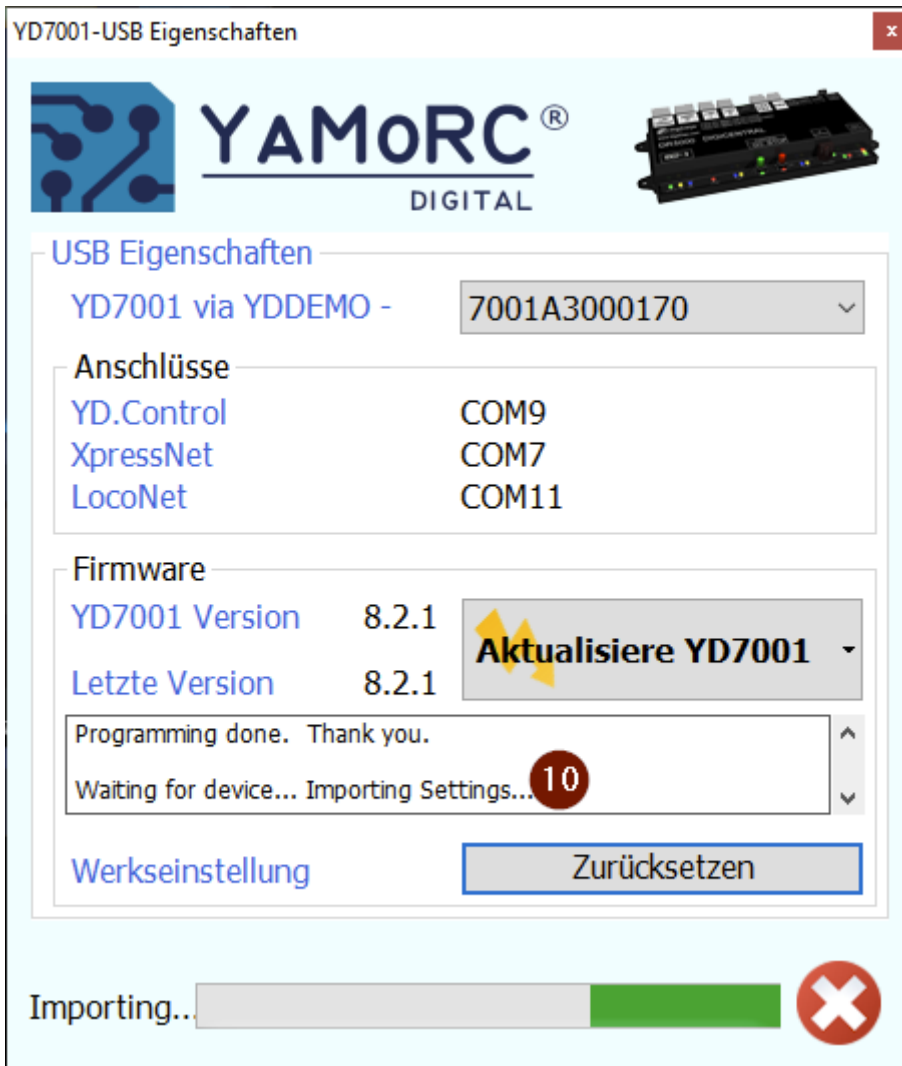 YD7001-USB Eigenschaften
x
YAMORC®
DIGITAL
DR5000 DIGICENTRAL
USB Eigenschaften
YD7001 via YDDEMO - 7001A3000170
Anschlüsse
YD.Control COM9
XpressNet COM7
LocoNet COM11
Firmware
YD7001 Version 8.2.1
Aktualisiere YD7001
Letzte Version 8.2.1
Programming done. Thank you.
Waiting for device... Importing Settings... 10
Werkseinstellung Zurücksetzen
Importing...